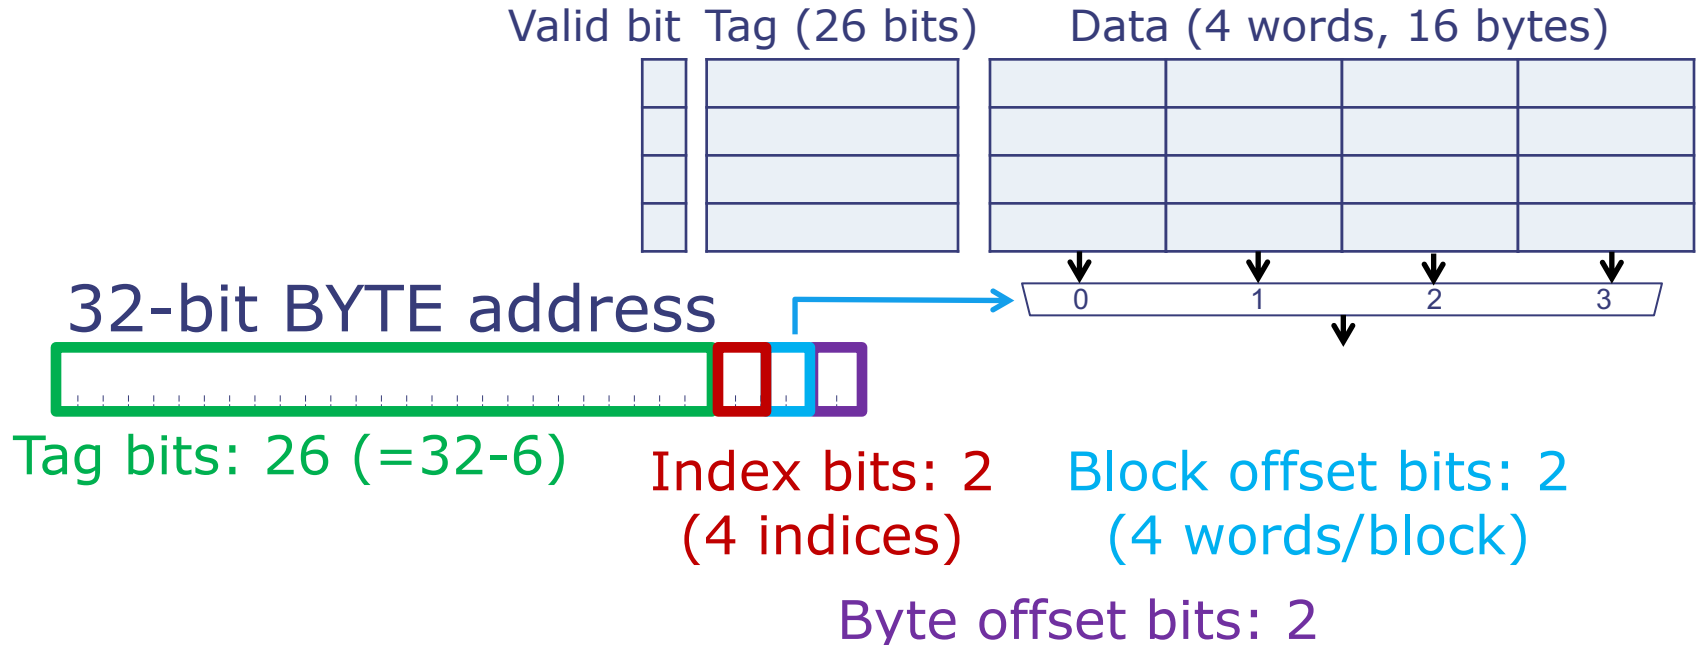 Valid bit Tag (26 bits) Data (4 words, 16 bytes)
32-bit BYTE address
0 1 2 3
Tag bits: 26 (=32-6)
Index bits: 2
(4 indices)
Block offset bits: 2
(4 words/block)
Byte offset bits: 2